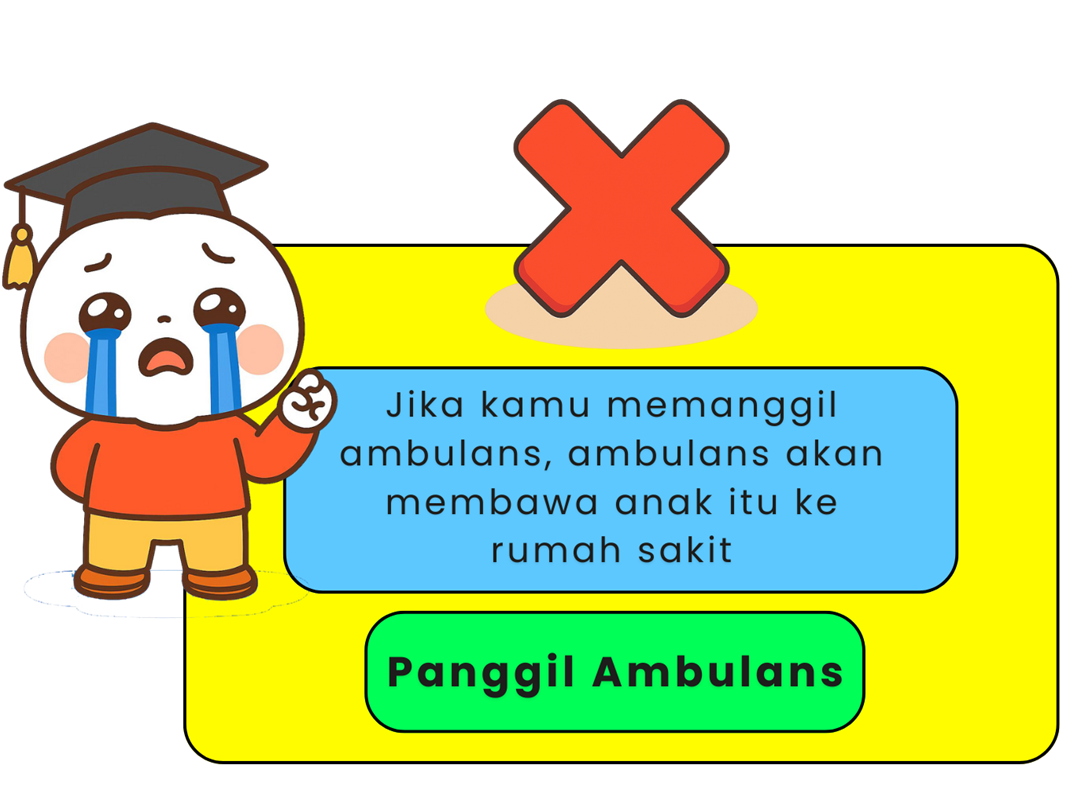 Jika kamu memanggil
ambulans, ambulans akan
membawa anak itu ke
rumah sakit
Panggil Ambulans